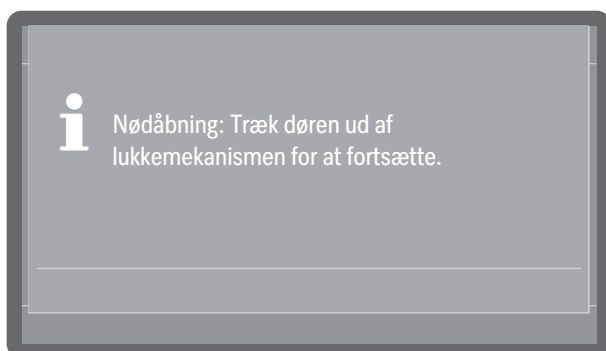 Nødåbning: Træk døren ud af
lukkemekanismen for at fortsætte.